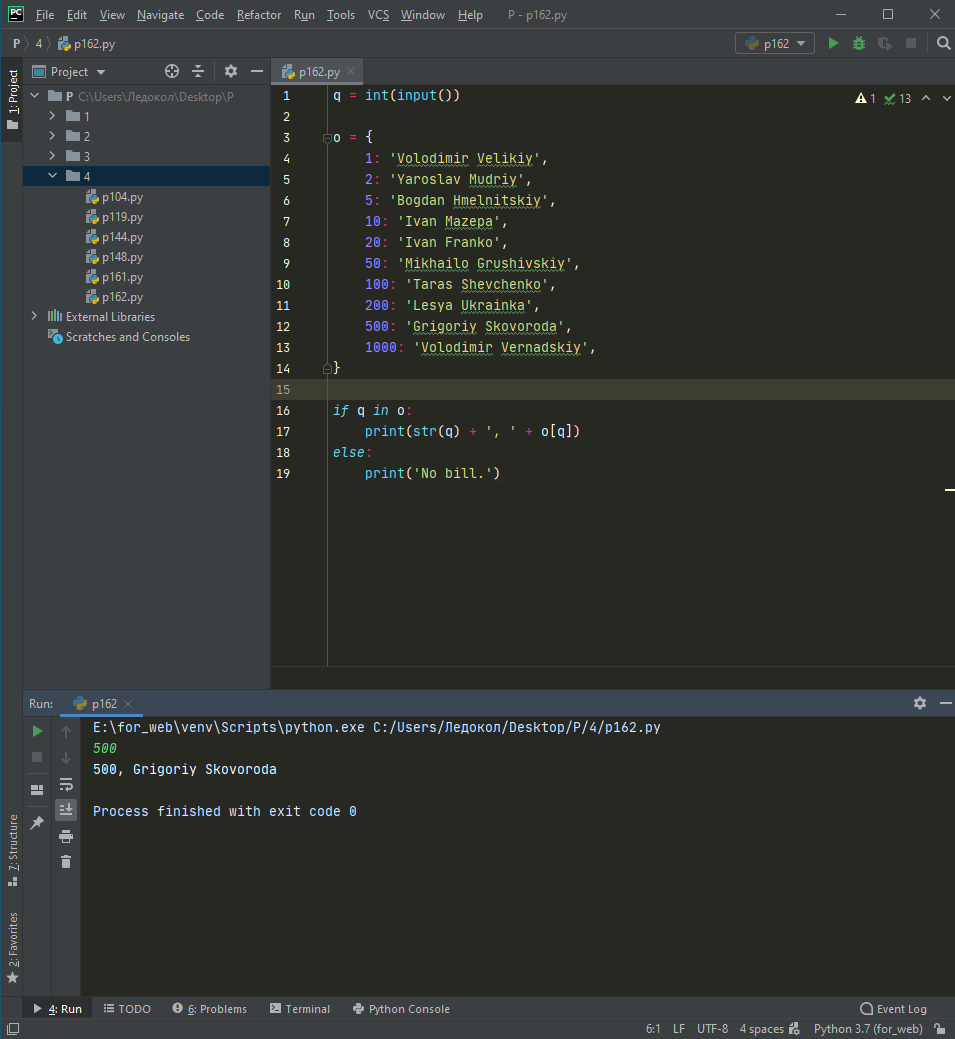 PC File Edit View Navigate Code Refactor Run Tools VCS Window Help P - p162.py
P 4 p162.py p162
1: Project
Project
p162.py
P C:\Users\Ледокол\Desktop\P
1
2
3
4
p104.py
p119.py
p144.py
p148.py
p161.py
p162.py
External Libraries
Scratches and Consoles
1 13
1 q = int(input())
2
3 o = {
4 1: 'Volodimir Velikiy',
5 2: 'Yaroslav Mudriy',
6 5: 'Bogdan Hmelnitskiy',
7 10: 'Ivan Mazepa',
8 20: 'Ivan Franko',
9 50: 'Mikhailo Grushivskiy',
10 100: 'Taras Shevchenko',
11 200: 'Lesya Ukrainka',
12 500: 'Grigoriy Skovoroda',
13 1000: 'Volodimir Vernadskiy',
14 }
15
16 if q in o:
17 print(str(q) + ', ' + o[q])
18 else:
19 print('No bill.')
Run: p162
E:\for_web\venv\Scripts\python.exe C:/Users/Ледокол/Desktop/P/4/p162.py
500
500, Grigoriy Skovoroda
Process finished with exit code 0
7: Structure
2: Favorites
4: Run TODO 6: Problems Terminal Python Console Event Log
6:1 LF UTF-8 4 spaces Python 3.7 (for_web)